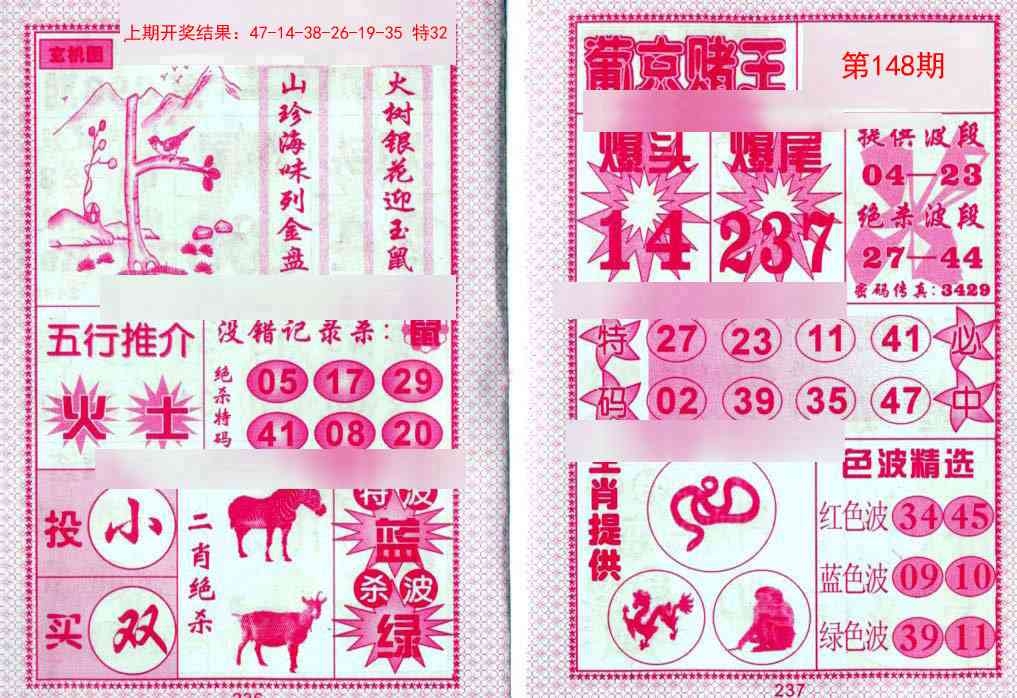 上期开奖结果：47-14-38-26-19-35 特32
玄机图
火树银花迎玉鼠
山珍海味列金盘
五行推介
火 土
没错记录杀：鼠
绝杀特码
05 17 29
41 08 20
投 小
买 双
二肖绝杀
特波
蓝
杀波
绿
葡京赌王
第148期
爆头 爆尾
14 237
提供波段
04—23
绝杀波段
27—44
密码传真：3429
特码
27 23 11 41
02 39 35 47
必中
生肖提供
色波精选
红色波 34 45
蓝色波 09 10
绿色波 39 11
237